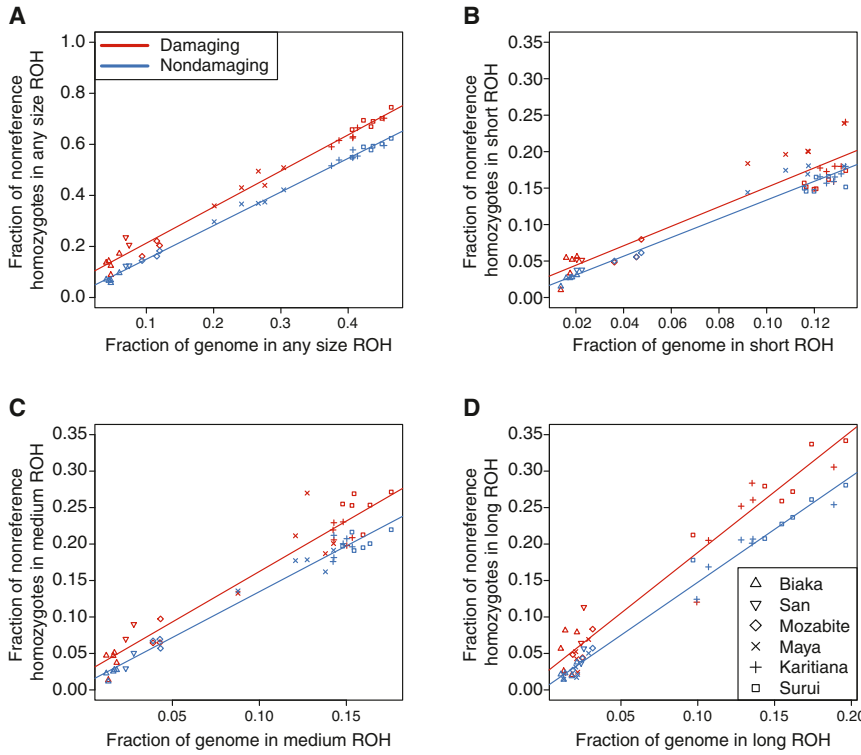 A
B
1.0
0.8
0.6
0.4
0.2
0.0
Fraction of nonreference
homozygotes in any size ROH
Damaging
Nondamaging
0.1
0.2
0.3
0.4
Fraction of genome in any size ROH
0.35
0.30
0.25
0.20
0.15
0.10
0.05
0.00
Fraction of nonreference
homozygotes in short ROH
0.02
0.04
0.06
0.08
0.10
0.12
Fraction of genome in short ROH
C
D
0.35
0.30
0.25
0.20
0.15
0.10
0.05
0.00
Fraction of nonreference
homozygotes in medium ROH
0.05
0.10
0.15
Fraction of genome in medium ROH
0.35
0.30
0.25
0.20
0.15
0.10
0.05
0.00
Fraction of nonreference
homozygotes in long ROH
Biaka
San
Mozabite
Maya
Karitiana
Surui
0.05
0.10
0.15
0.20
Fraction of genome in long ROH